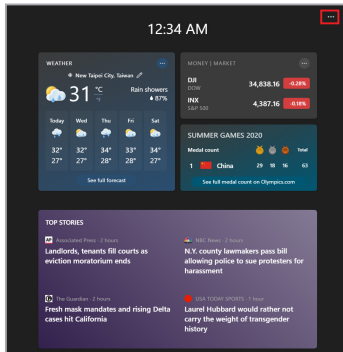 12:34 AM
WEATHER
New Taipei City, Taiwan
31 °C
°F
Rain showers
87%
Today Wed Thu Fri Sat
32° 32° 34° 33° 34°
27° 27° 28° 28° 27°
See full forecast
MONEY | MARKET
DJI
DOW
34,838.16 -0.28%
INX
S&P 500
4,387.16 -0.18%
SUMMER GAMES 2020
Medal count Total
1 China 29 18 16 63
See full medal count on Olympics.com
TOP STORIES
AP Associated Press · 2 hours
Landlords, tenants fill courts as
eviction moratorium ends
NBC News · 2 hours
N.Y. county lawmakers pass bill
allowing police to sue protesters for
harassment
The Guardian · 2 hours
Fresh mask mandates and rising Delta
cases hit California
USA TODAY SPORTS · 1 hour
Laurel Hubbard would rather not
carry the weight of transgender
history